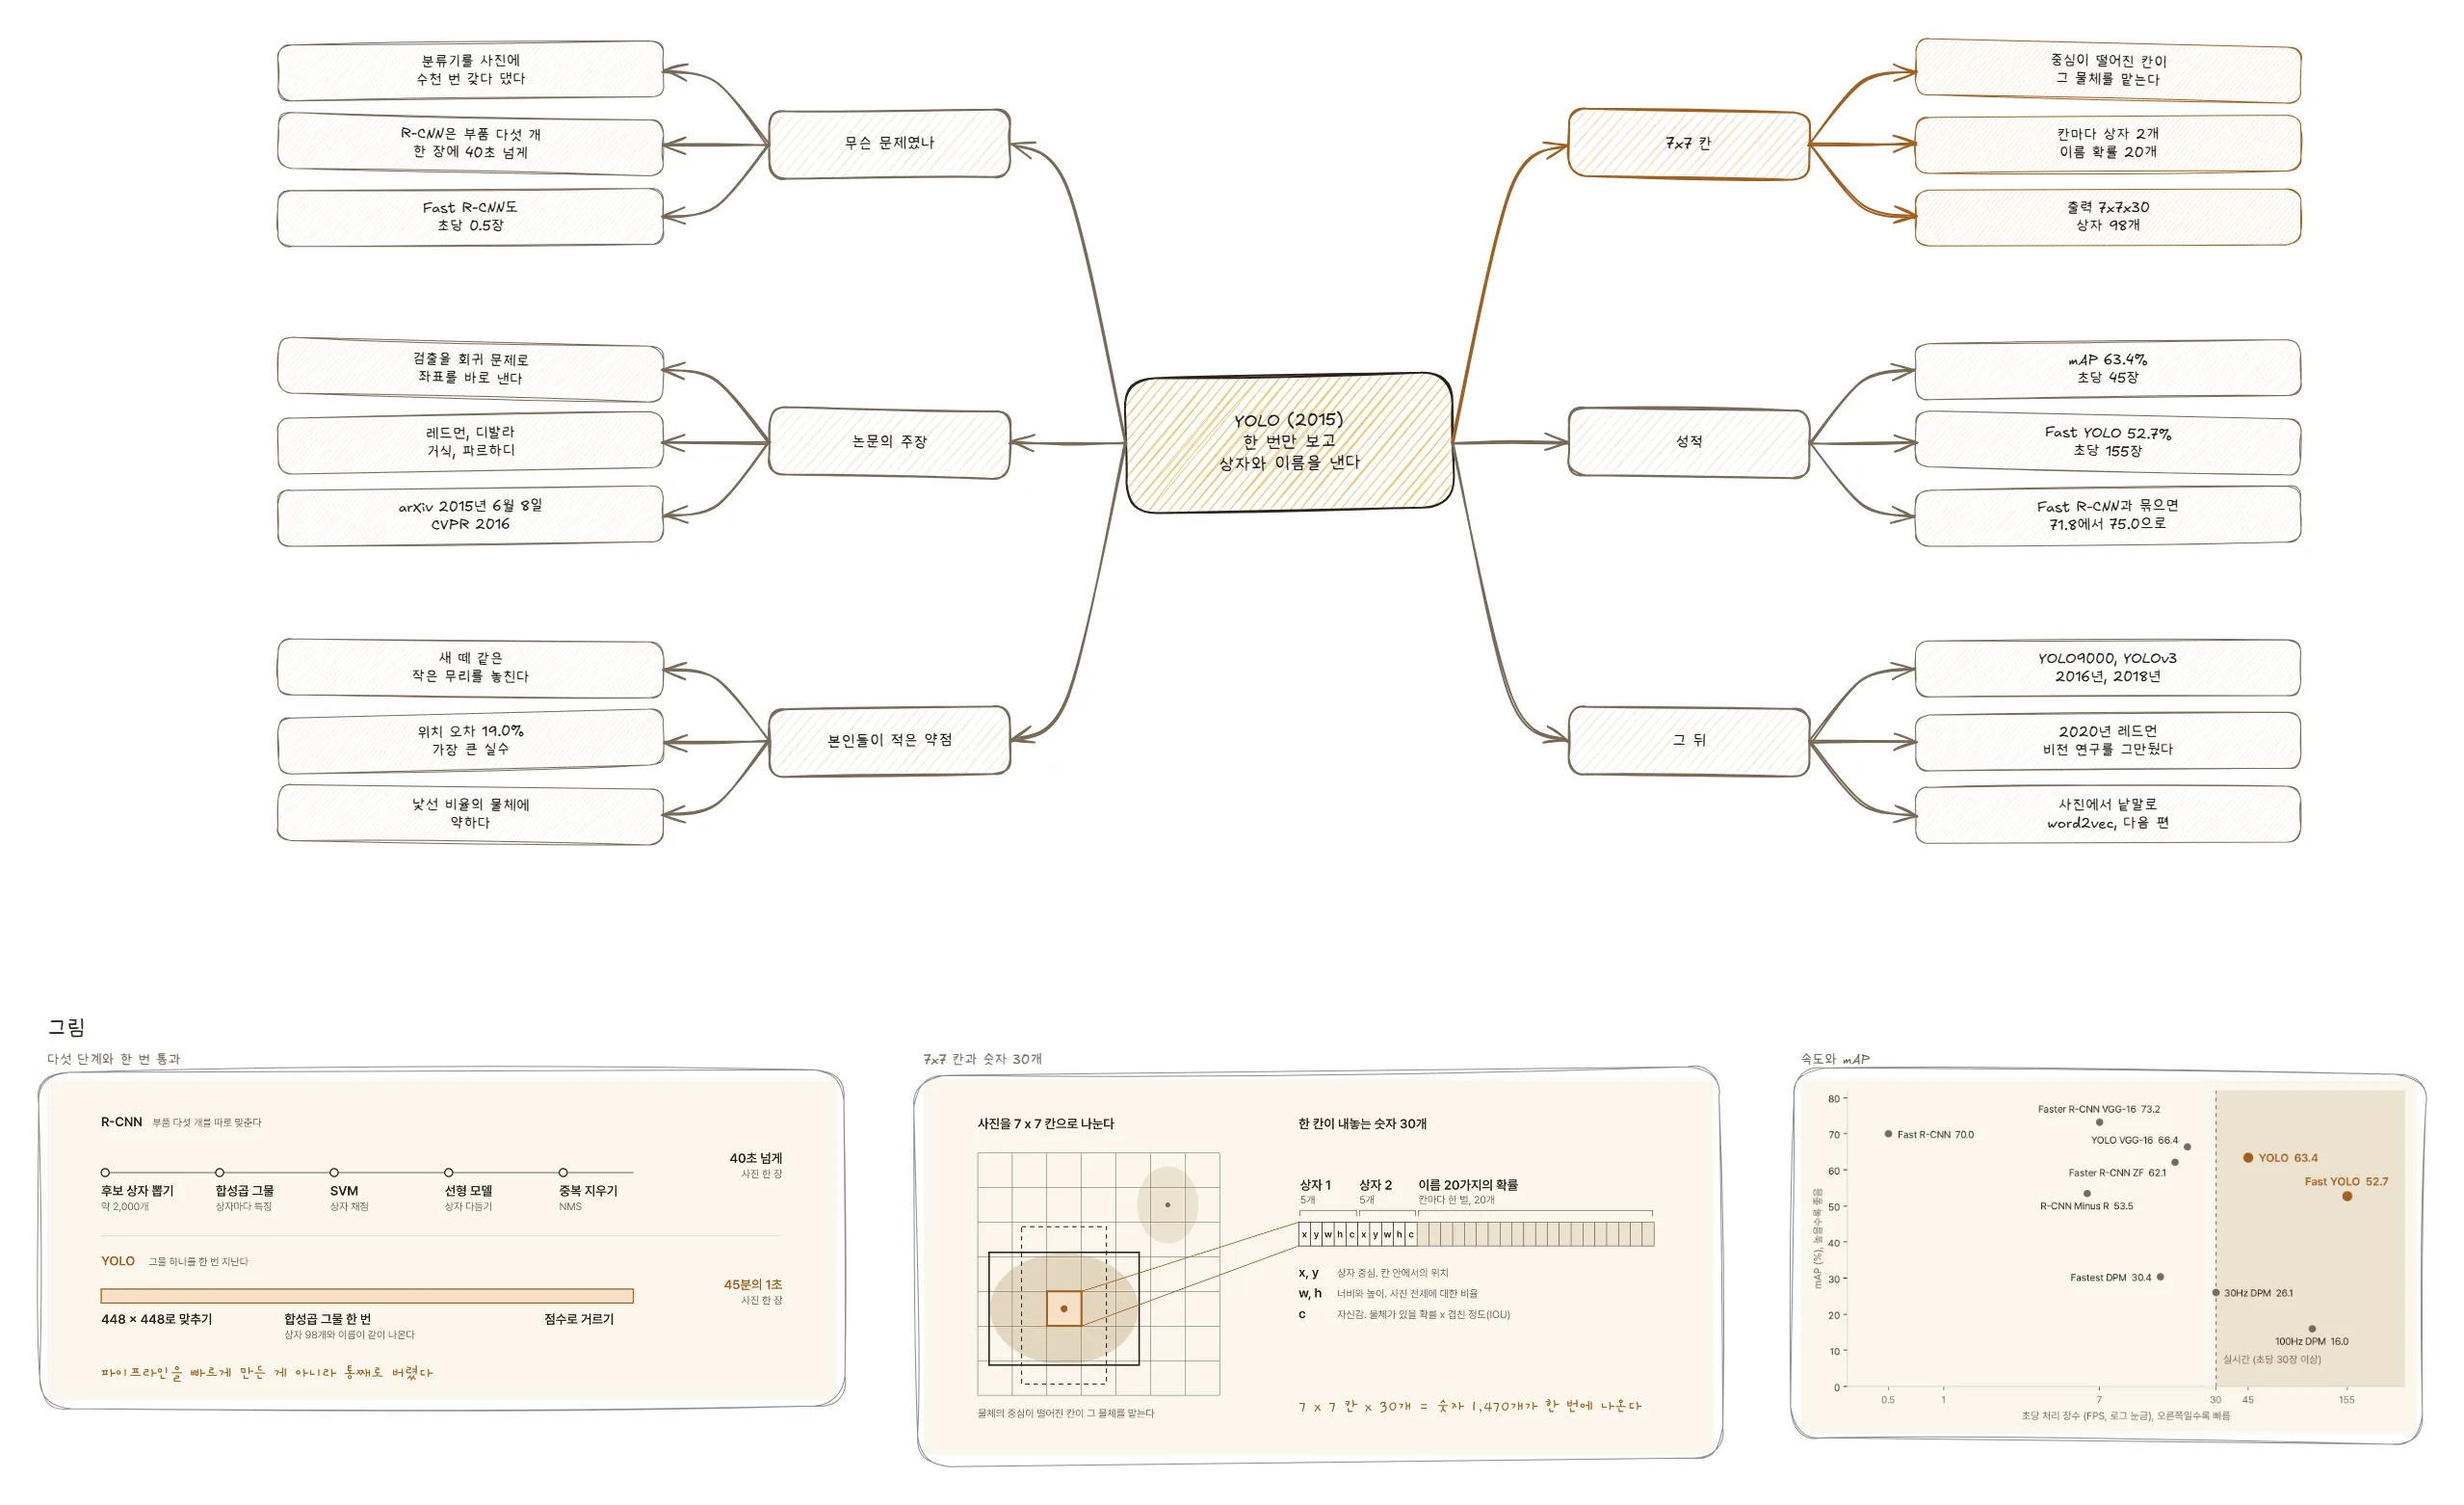 분류기를 사진에
수천 번 갖다 댔다
R-CNN은 부품 다섯 개
한 장에 40초 넘게
Fast R-CNN도
초당 0.5장
무슨 문제였나
검출을 회귀 문제로
좌표를 바로 낸다
레드먼, 디발라
거식, 파르하디
arXiv 2015년 6월 8일
CVPR 2016
논문의 주장
새 떼 같은
작은 무리를 놓친다
위치 오차 19.0%
가장 큰 실수
낯선 비율의 물체에
약하다
본인들이 적은 약점
YOLO (2015)
한 번만 보고
상자와 이름을 낸다
7x7 칸
중심이 떨어진 칸이
그 물체를 맡는다
칸마다 상자 2개
이름 확률 20개
출력 7x7x30
상자 98개
성적
mAP 63.4%
초당 45장
Fast YOLO 52.7%
초당 155장
Fast R-CNN과 묶으면
71.8에서 75.0으로
그 뒤
YOLO9000, YOLOv3
2016년, 2018년
2020년 레드먼
비전 연구를 그만뒀다
사진에서 낱말로
word2vec, 다음 편
그림
다섯 단계와 한 번 통과
R-CNN 부품 다섯 개를 따로 맞춘다
40초 넘게
사진 한 장
후보 상자 뽑기
약 2,000개
합성곱 그물
상자마다 특징
SVM
상자 채점
선형 모델
상자 다듬기
중복 지우기
NMS
YOLO 그물 하나를 한 번 지난다
45분의 1초
사진 한 장
448 × 448로 맞추기
합성곱 그물 한 번
상자 98개와 이름이 같이 나온다
점수로 거르기
파이프라인을 빠르게 만든 게 아니라 통째로 버렸다
7x7 칸과 숫자 30개
사진을 7 x 7 칸으로 나눈다
물체의 중심이 떨어진 칸이 그 물체를 맡는다
한 칸이 내놓는 숫자 30개
상자 1
5개
상자 2
5개
이름 20가지의 확률
칸마다 한 벌, 20개
x y w h c x y w h c
x, y 상자 중심. 칸 안에서의 위치
w, h 너비와 높이. 사진 전체에 대한 비율
c 자신감. 물체가 있을 확률 x 겹친 정도(IOU)
7 x 7 칸 x 30개 = 숫자 1,470개가 한 번에 나온다
속도와 mAP
mAP (%), 높을수록 좋음
80
70
60
50
40
30
20
10
0
Fast R-CNN 70.0
Faster R-CNN VGG-16 73.2
YOLO VGG-16 66.4
Faster R-CNN ZF 62.1
R-CNN Minus R 53.5
Fastest DPM 30.4
YOLO 63.4
Fast YOLO 52.7
30Hz DPM 26.1
100Hz DPM 16.0
실시간 (초당 30장 이상)
0.5 1 7 30 45 155
초당 처리 장수 (FPS, 로그 눈금), 오른쪽일수록 빠름